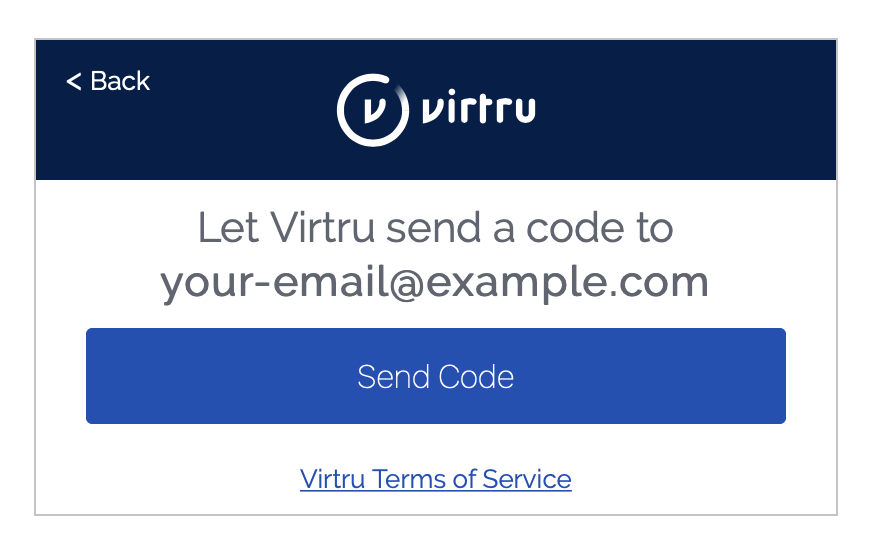 < Back
virtru
Let Virtru send a code to
your-email@example.com
Send Code
Virtru Terms of Service